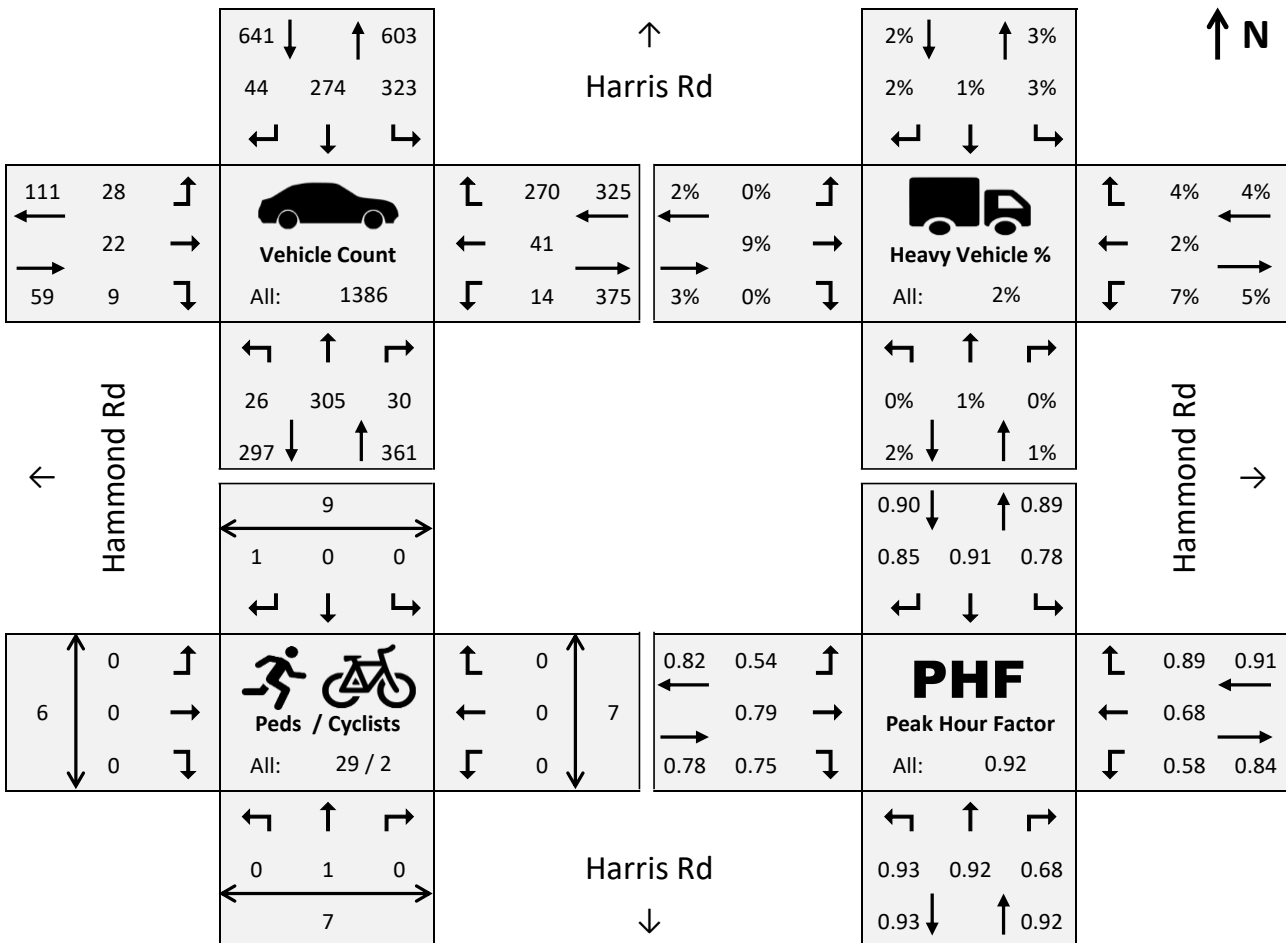 641 603 2% 3% N
↑
Harris Rd
44 274 323 2% 1% 3%
111 28 270 325 2% 0% 4% 4%
22 Vehicle Count 41 9% Heavy Vehicle % 2%
59 9 All: 1386 14 375 3% 0% All: 2% 7% 5%
26 305 30 0% 1% 0%
297 361 2% 1%
Hammond Rd
Hammond Rd
9 0.90 0.89
1 0 0 0.85 0.91 0.78
0 0 0.82 0.54 PHF 0.89 0.91
6 0 Peds / Cyclists 0 7 0.79 Peak Hour Factor 0.68
0 All: 29 / 2 0 0.78 0.75 All: 0.92 0.58 0.84
0 1 0 0.93 0.92 0.68
Harris Rd
7 0.93 0.92